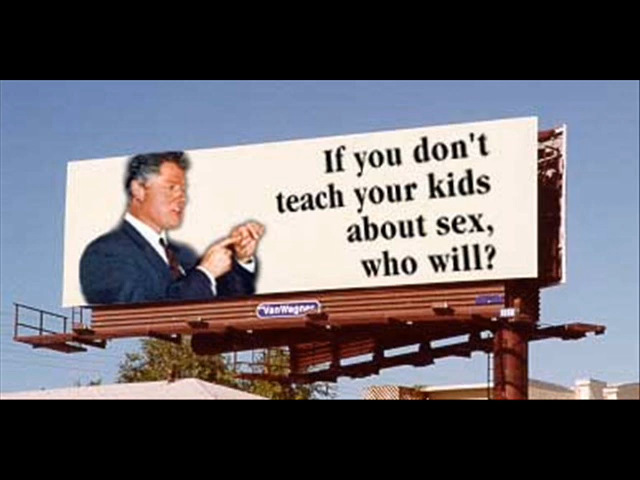 If you don't
teach your kids
about sex,
who will?
VanWagner